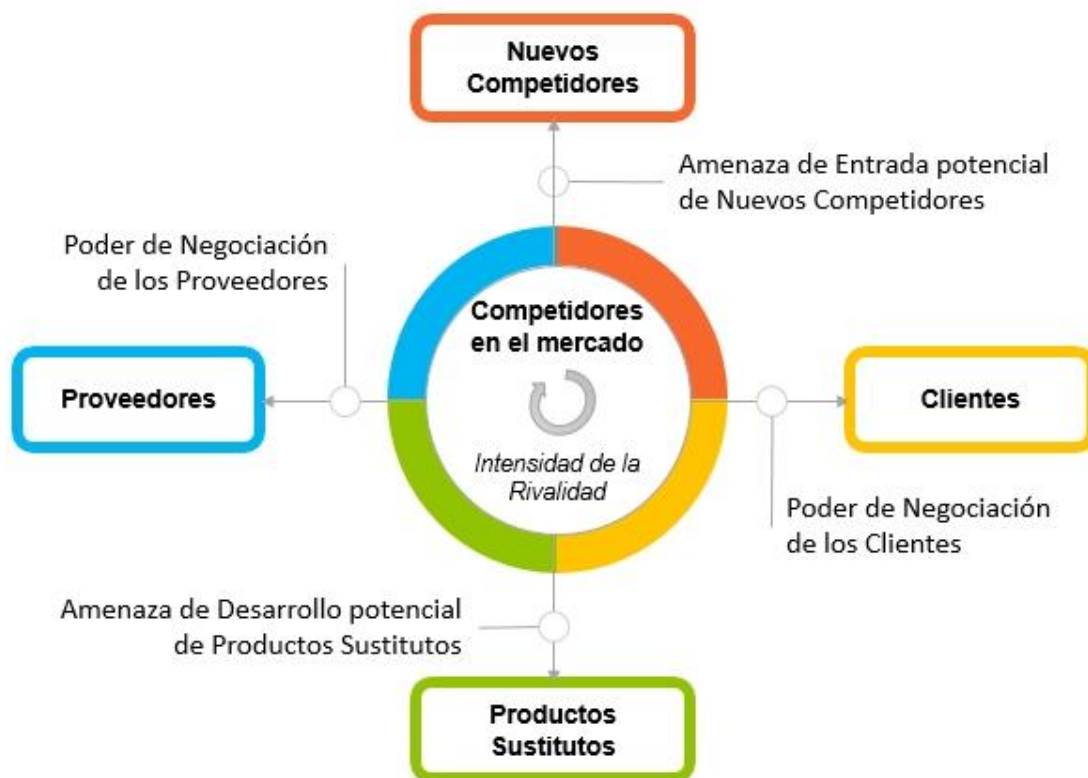 Nuevos
Competidores
Amenaza de Entrada potencial
de Nuevos Competidores
Poder de Negociación
de los Proveedores
Competidores
en el mercado
Proveedores
Clientes
Intensidad de la
Rivalidad
Poder de Negociación
de los Clientes
Amenaza de Desarrollo potencial
de Productos Sustitutos
Productos
Sustitutos